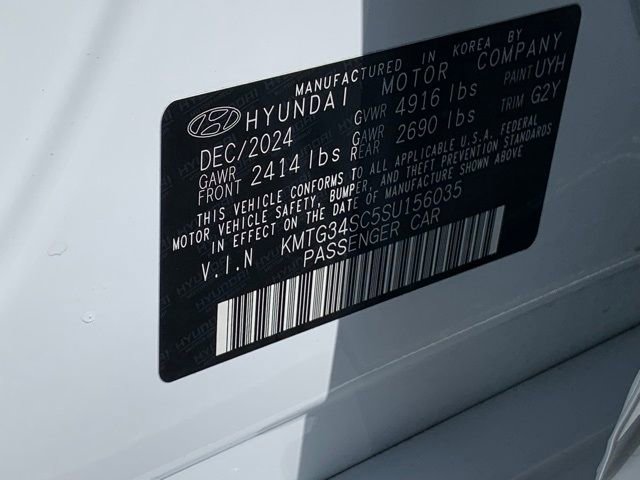 MANUFACTURED IN KOREA BY
HYUNDAI MOTOR COMPANY
DEC/2024 GVWR 4916 lbs PAINT UYH
GAWR FRONT 2414 lbs GAWR REAR 2690 lbs TRIM G2Y
THIS VEHICLE CONFORMS TO ALL APPLICABLE U.S.A. FEDERAL
MOTOR VEHICLE SAFETY, BUMPER, AND THEFT PREVENTION STANDARDS
IN EFFECT ON THE DATE OF MANUFACTURE SHOWN ABOVE
V.I.N KMTG34SC5SU156035
PASSENGER CAR